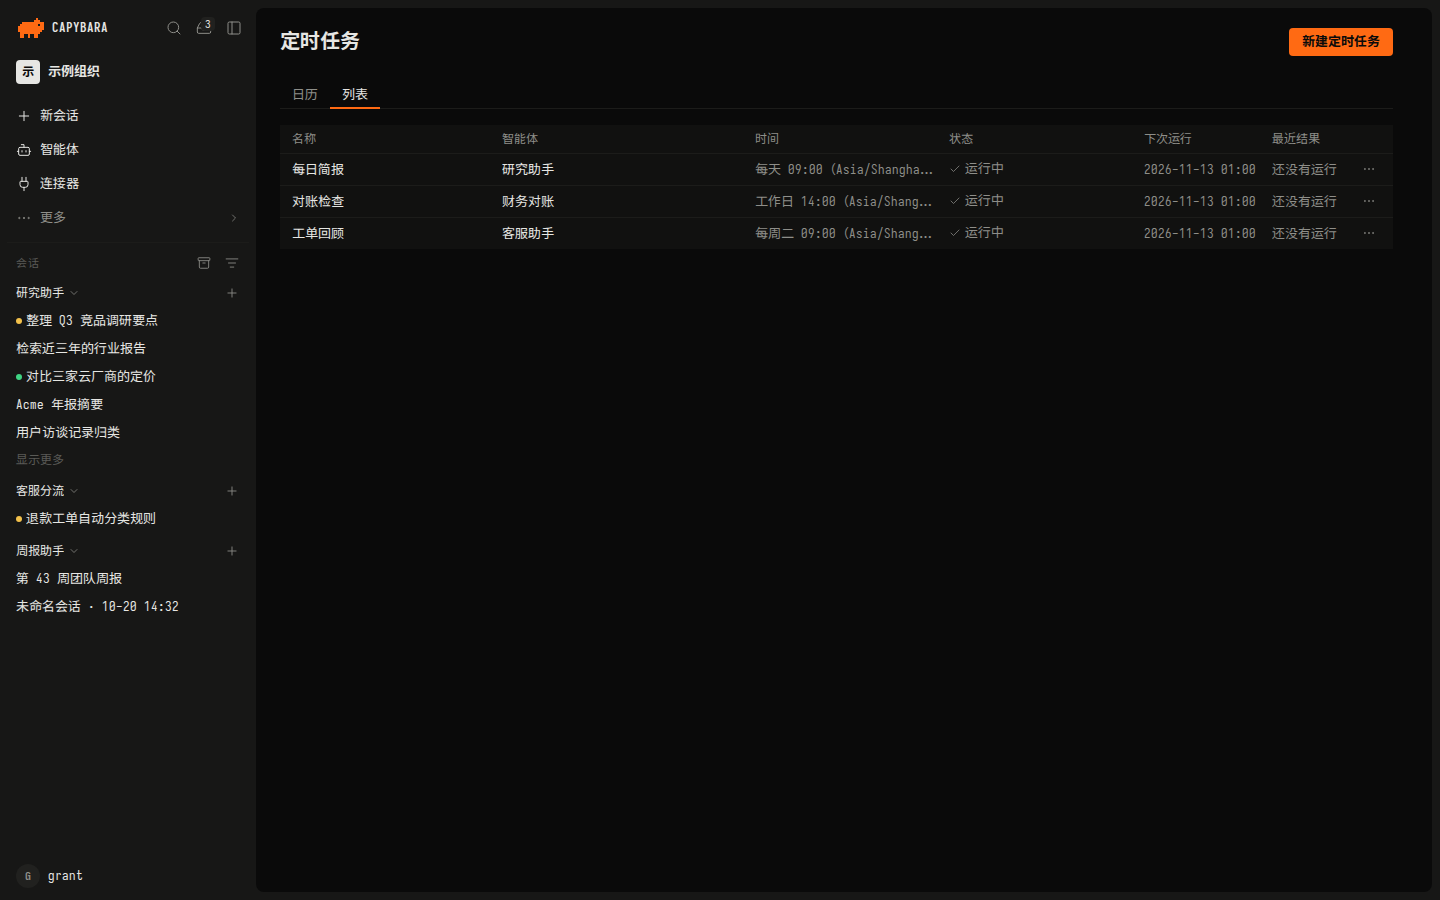 CAPYBARA
3
示 示例组织
新会话
智能体
连接器
更多
会话
研究助手
整理 Q3 竞品调研要点
检索近三年的行业报告
对比三家云厂商的定价
Acme 年报摘要
用户访谈记录归类
显示更多
客服分流
退款工单自动分类规则
周报助手
第 43 周团队周报
未命名会话 · 10-20 14:32
G grant
定时任务
新建定时任务
日历 列表
名称 智能体 时间 状态 下次运行 最近结果
每日简报 研究助手 每天 09:00 (Asia/Shangha... 运行中 2026-11-13 01:00 还没有运行 ...
对账检查 财务对账 工作日 14:00 (Asia/Shang... 运行中 2026-11-13 01:00 还没有运行 ...
工单回顾 客服助手 每周二 09:00 (Asia/Shang... 运行中 2026-11-13 01:00 还没有运行 ...